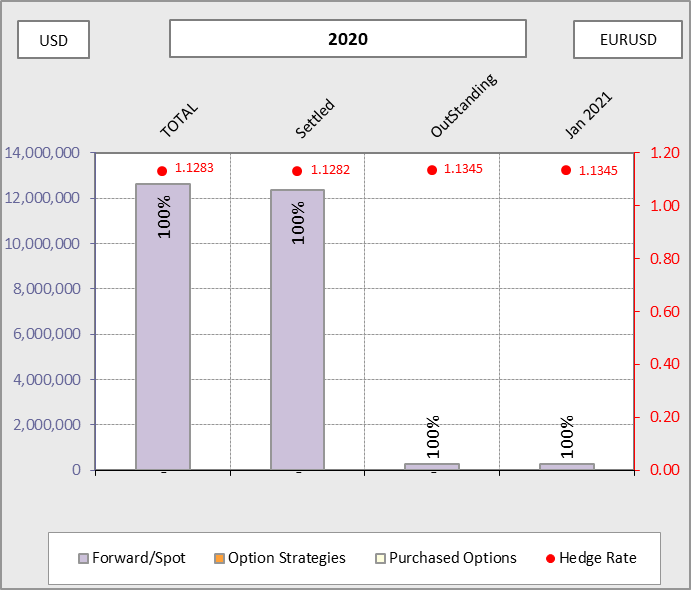 USD
2020
EURUSD
TOTAL
Settled
OutStanding
Jan 2021
14,000,000
12,000,000
10,000,000
8,000,000
6,000,000
4,000,000
2,000,000
0
1.1283
1.1282
1.1345
1.1345
100%
100%
100%
100%
1.20
1.00
0.80
0.60
0.40
0.20
0.00
Forward/Spot
Option Strategies
Purchased Options
Hedge Rate